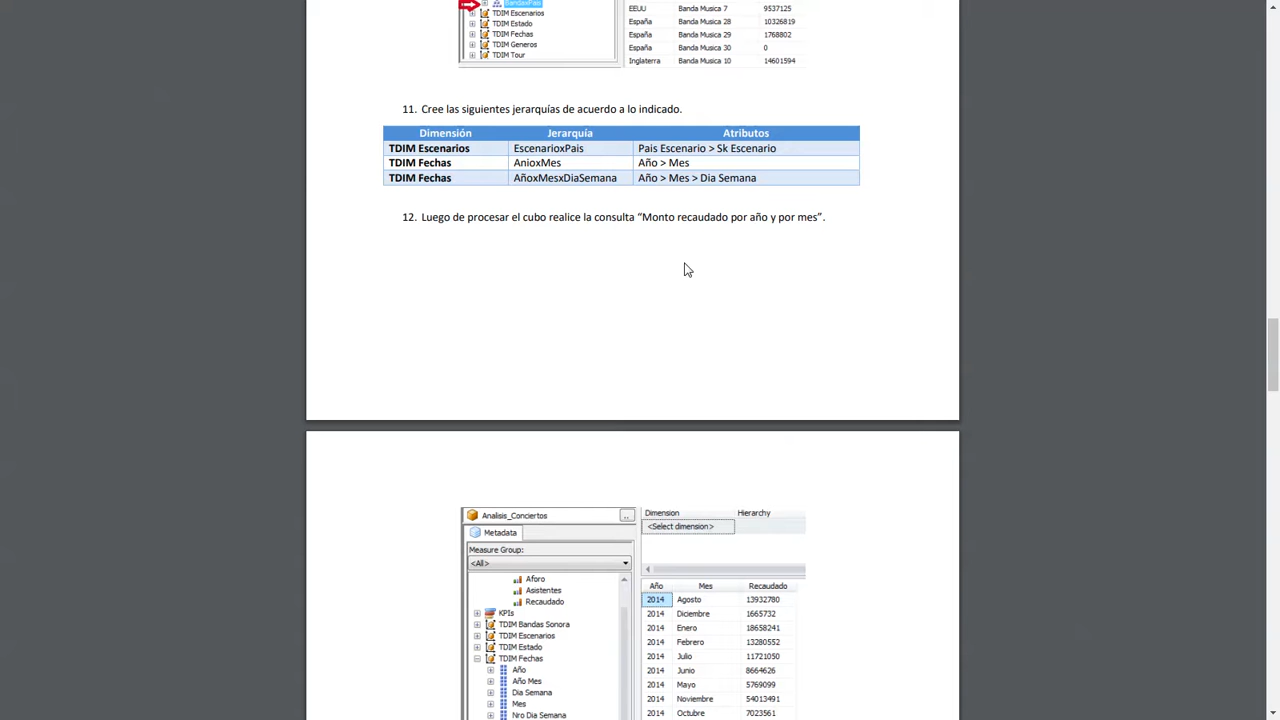 BandaxPais
TDIM Escenarios
TDIM Estado
TDIM Fechas
TDIM Generos
TDIM Tour
EEUU Banda Musica 7 9537125
España Banda Musica 28 10326819
España Banda Musica 29 1768802
España Banda Musica 30 0
Inglaterra Banda Musica 10 14601594
11. Cree las siguientes jerarquías de acuerdo a lo indicado.
Dimensión Jerarquía Atributos
TDIM Escenarios EscenarioxPais Pais Escenario > Sk Escenario
TDIM Fechas AnioxMes Año > Mes
TDIM Fechas AñoxMesxDiaSemana Año > Mes > Dia Semana
12. Luego de procesar el cubo realice la consulta “Monto recaudado por año y por mes”.
Analisis_Conciertos ..
Metadata
Measure Group:
<All>
Aforo
Asistentes
Recaudado
KPIs
TDIM Bandas Sonora
TDIM Escenarios
TDIM Estado
TDIM Fechas
Año
Año Mes
Dia Semana
Mes
Nro Dia Semana
Dimension Hierarchy
<Select dimension>
Año Mes Recaudado
2014 Agosto 13932780
2014 Diciembre 1665732
2014 Enero 18658241
2014 Febrero 13280552
2014 Julio 11721050
2014 Junio 8664626
2014 Mayo 5769099
2014 Noviembre 54013491
2014 Octubre 7023561